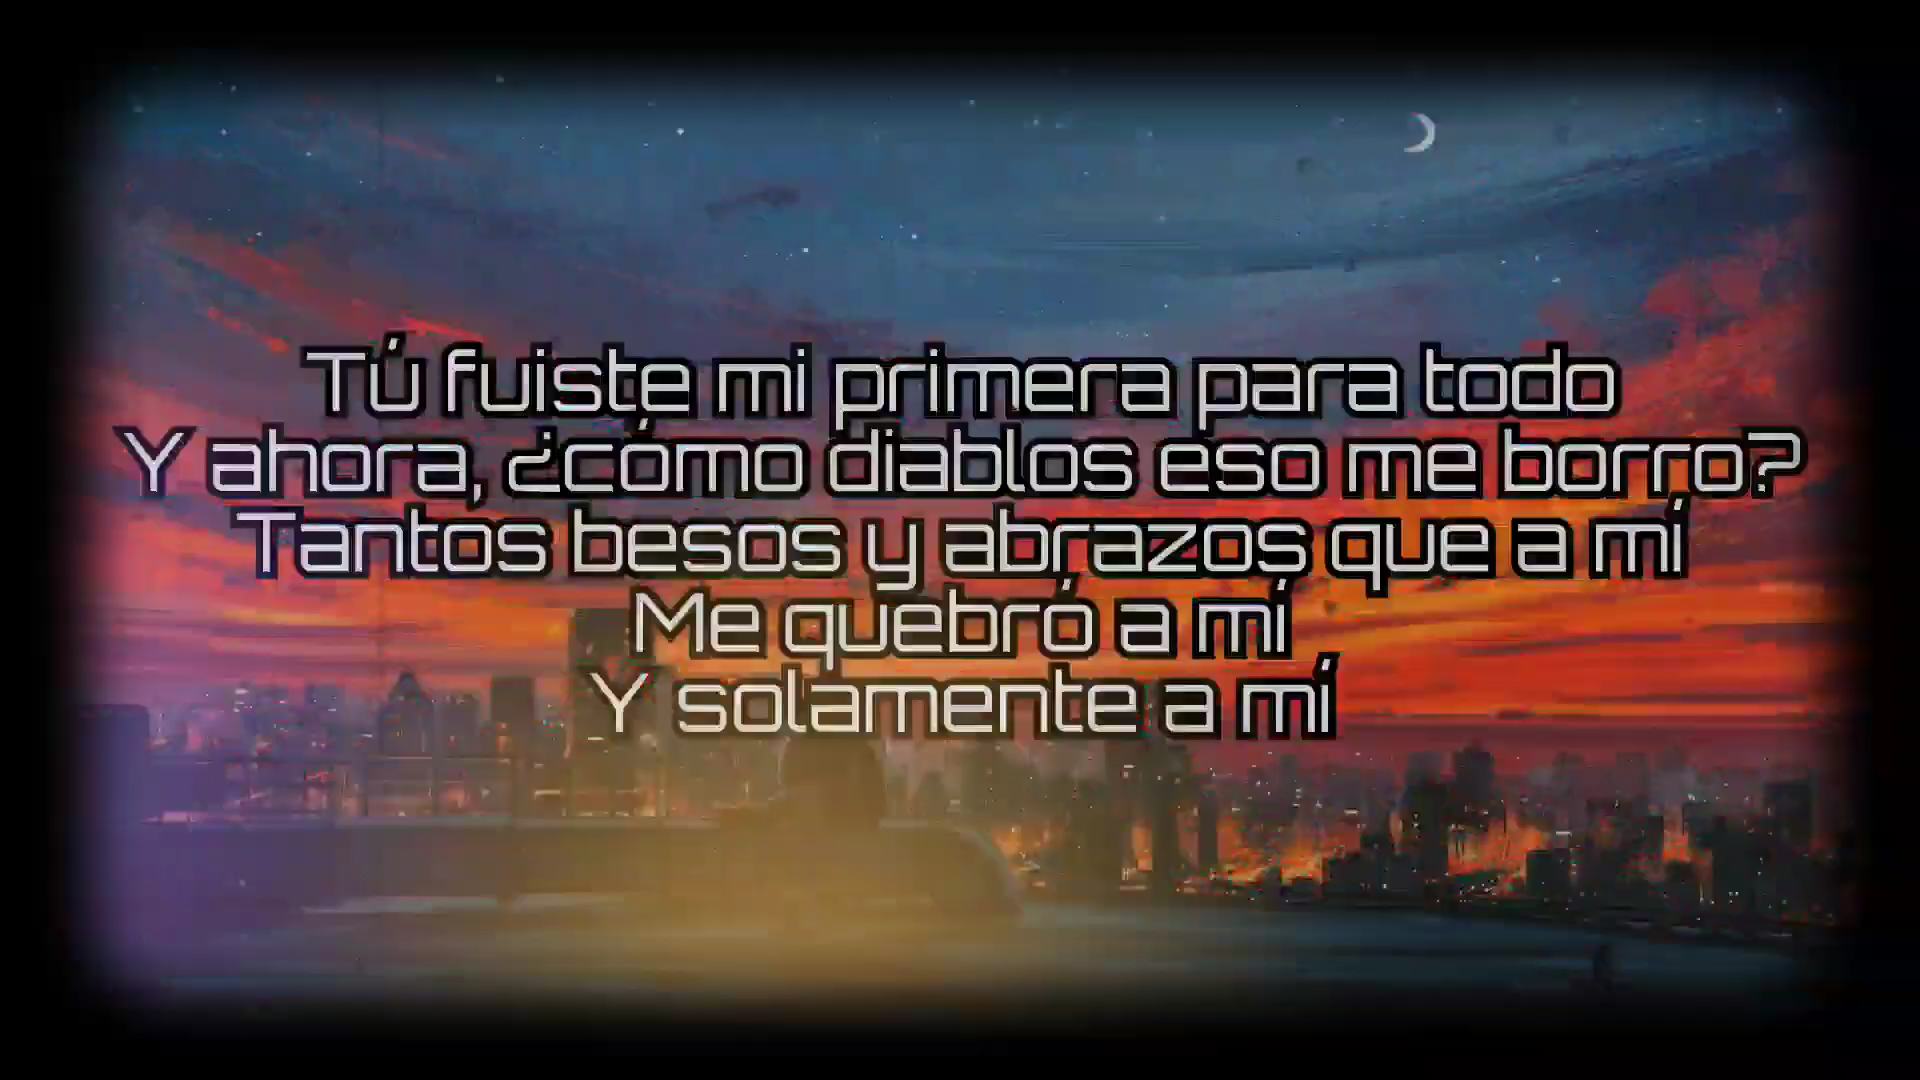 Tú fuiste mi primera para todo
Y ahora, ¿cómo diablos eso me borro?
Tantos besos y abrazos que a mí
Me quebró a mí
Y solamente a mí